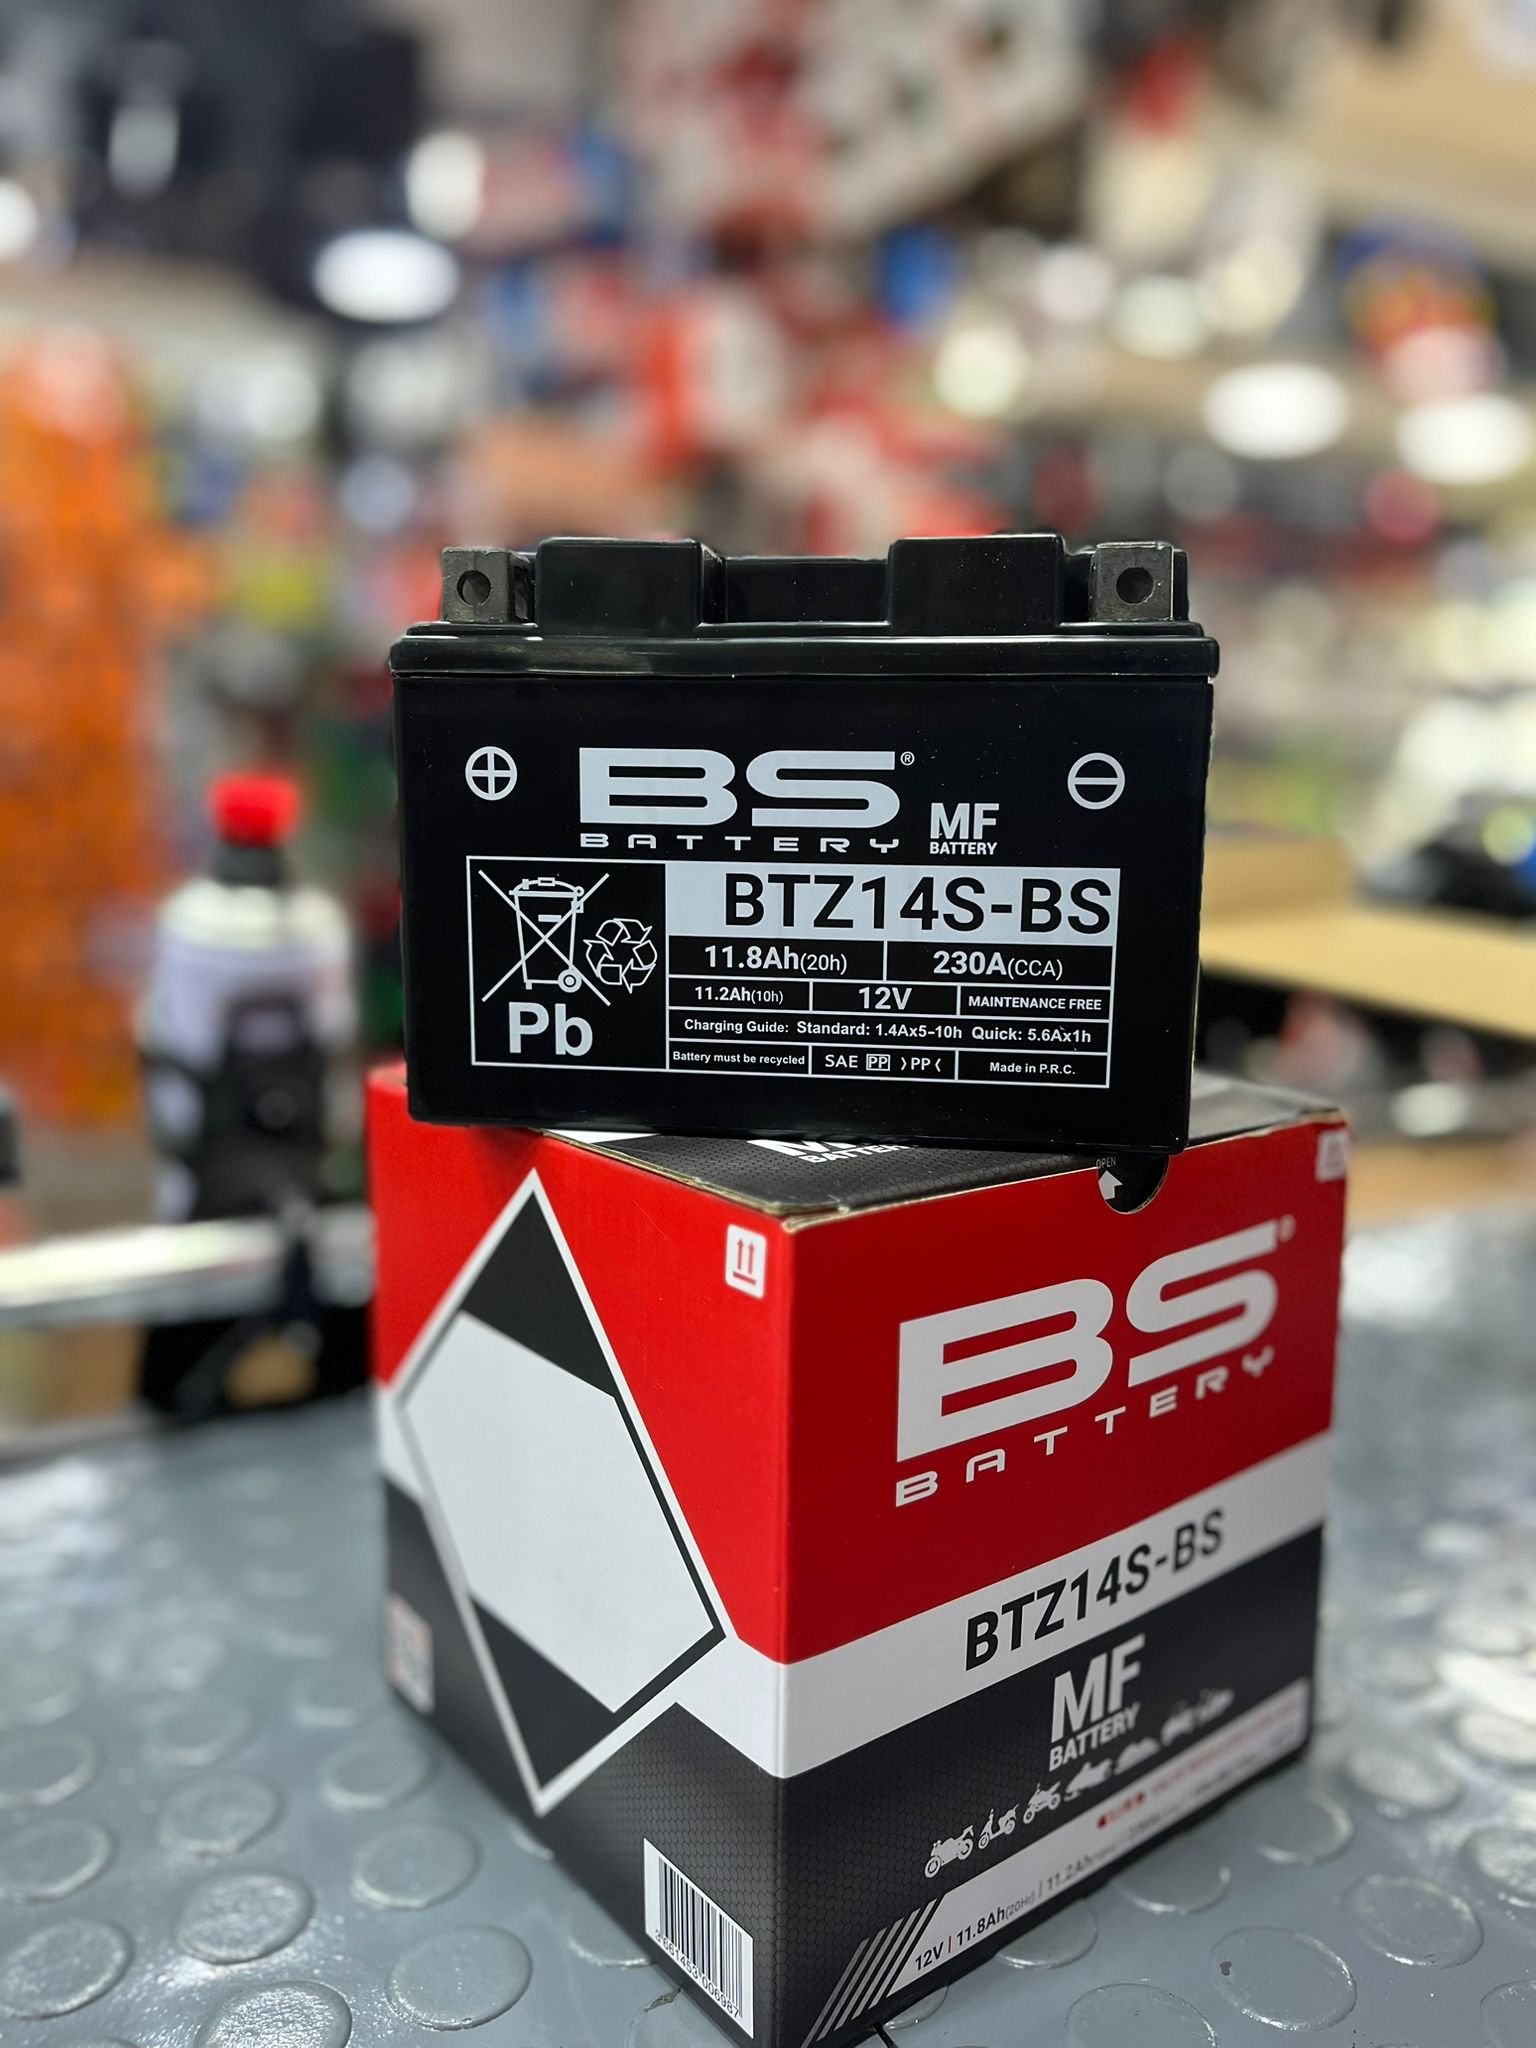 BS®
BATTERY
MF
BATTERY
BTZ14S-BS
11.8Ah(20h) 230A(CCA)
11.2Ah(10h) 12V MAINTENANCE FREE
Charging Guide: Standard: 1.4Ax5-10h Quick: 5.6Ax1h
Pb
Battery must be recycled SAE PP >PP< Made in P.R.C.
BATTERY
OPEN
BS®
BATTERY
BTZ14S-BS
MF
BATTERY
12V | 11.8Ah(20H) | 11.2Ah